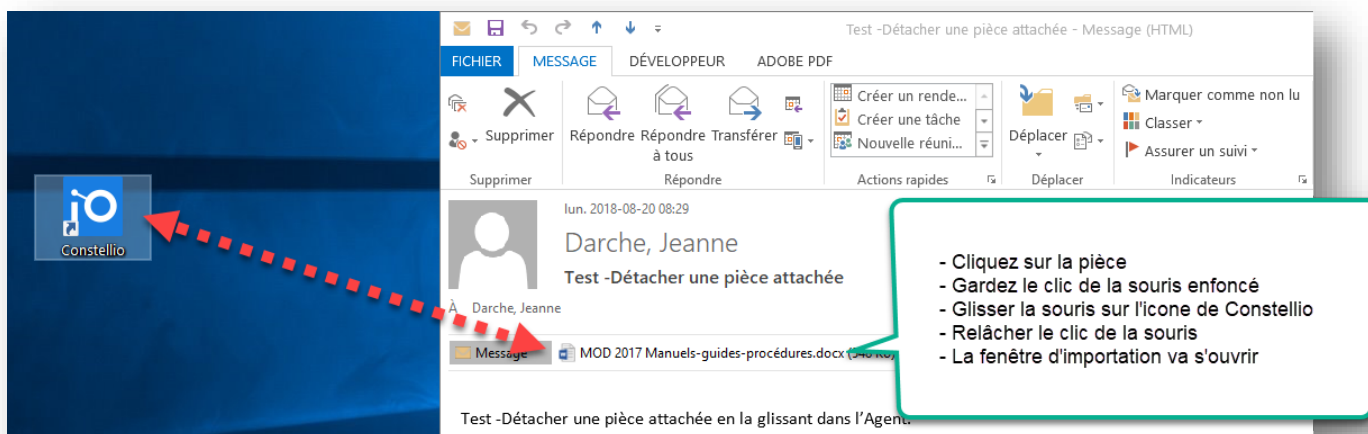 Test -Détacher une pièce attachée - Message (HTML)
FICHIER MESSAGE DÉVELOPPEUR ADOBE PDF
Supprimer
Répondre Répondre à tous Transférer
Créer un rende...
Créer une tâche
Nouvelle réuni...
Déplacer
Marquer comme non lu
Classer
Assurer un suivi
Supprimer Répondre Actions rapides Déplacer Indicateurs
Constellio
lun. 2018-08-20 08:29
Darche, Jeanne
Test -Détacher une pièce attachée
À Darche, Jeanne
Message MOD 2017 Manuels-guides-procédures.docx
- Cliquez sur la pièce
- Gardez le clic de la souris enfoncé
- Glisser la souris sur l'icone de Constellio
- Relâcher le clic de la souris
- La fenêtre d'importation va s'ouvrir
Test -Détacher une pièce attachée en la glissant dans l'Agent.